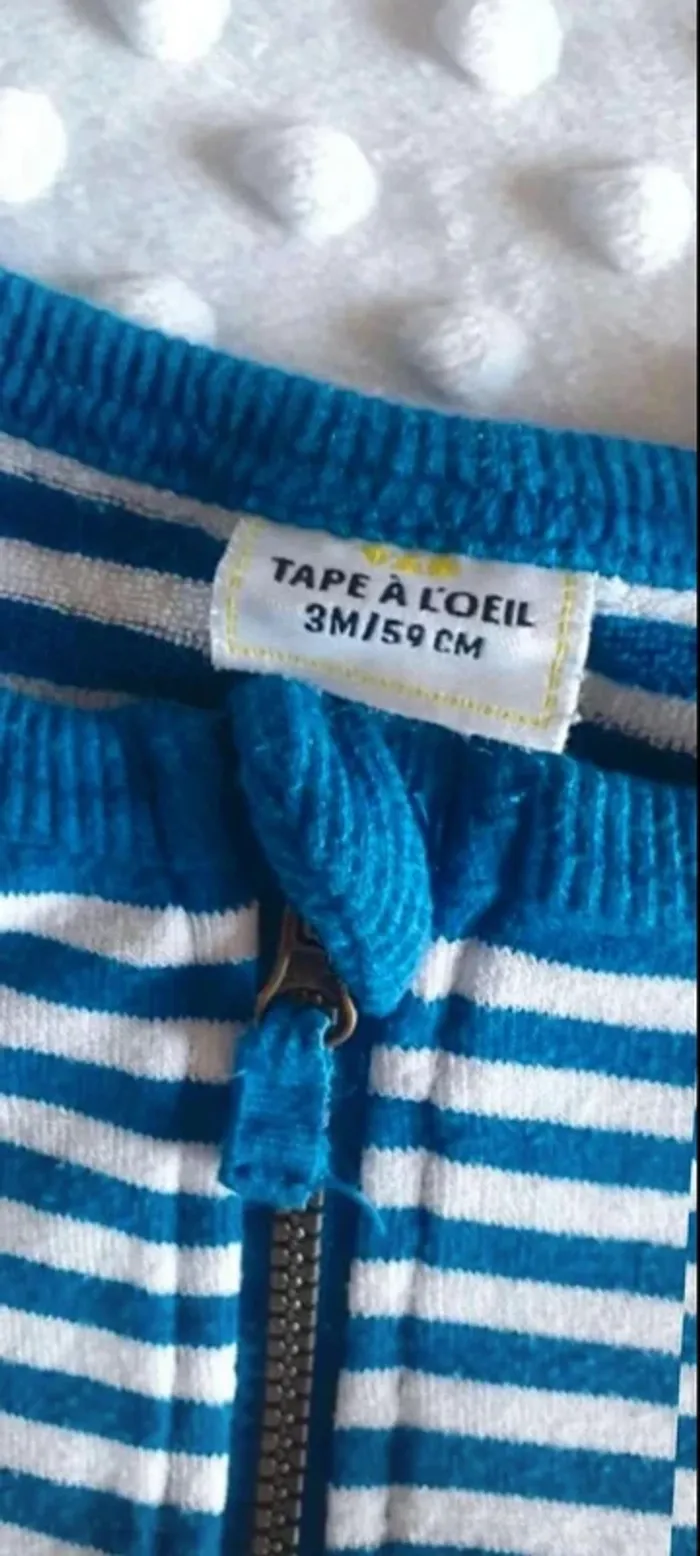 TAPE À L'OEIL
3M/59 CM